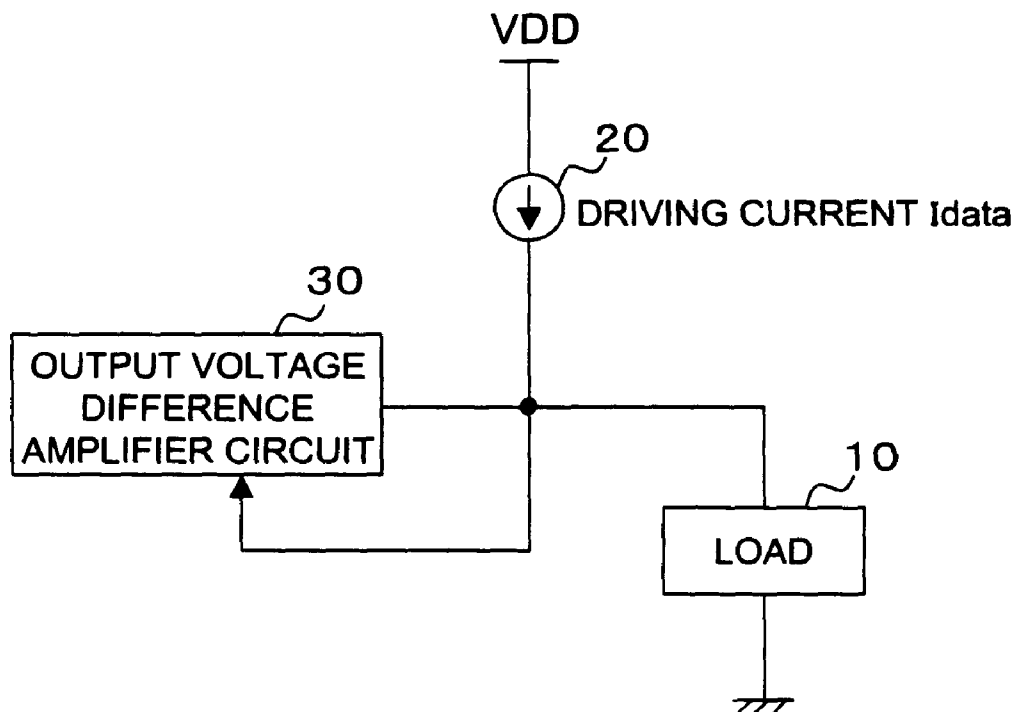 VDD
20
DRIVING CURRENT Idata
30
OUTPUT VOLTAGE
DIFFERENCE
AMPLIFIER CIRCUIT
10
LOAD